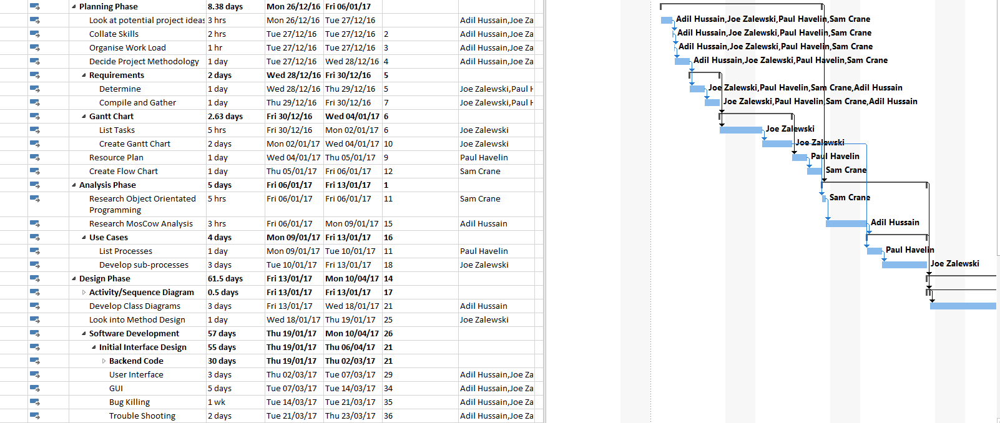 Planning Phase 8.38 days Mon 26/12/16 Fri 06/01/17
Look at potential project ideas 3 hrs Mon 26/12/16 Tue 27/12/16 Adil Hussain,Joe Za Adil Hussain,Joe Zalewski,Paul Havelin,Sam Crane
Collate Skills 2 hrs Tue 27/12/16 Tue 27/12/16 2 Adil Hussain,Joe Za Adil Hussain,Joe Zalewski,Paul Havelin,Sam Crane
Organise Work Load 1 hr Tue 27/12/16 Tue 27/12/16 3 Adil Hussain,Joe Za Adil Hussain,Joe Zalewski,Paul Havelin,Sam Crane
Decide Project Methodology 1 day Tue 27/12/16 Wed 28/12/16 4 Adil Hussain,Joe Za Adil Hussain,Joe Zalewski,Paul Havelin,Sam Crane
Requirements 2 days Wed 28/12/16 Fri 30/12/16 5
Determine 1 day Wed 28/12/16 Thu 29/12/16 5 Joe Zalewski,Paul H Joe Zalewski,Paul Havelin,Sam Crane,Adil Hussain
Compile and Gather 1 day Thu 29/12/16 Fri 30/12/16 7 Joe Zalewski,Paul H Joe Zalewski,Paul Havelin,Sam Crane,Adil Hussain
Gantt Chart 2.63 days Fri 30/12/16 Wed 04/01/17 6
List Tasks 5 hrs Fri 30/12/16 Mon 02/01/17 6 Joe Zalewski Joe Zalewski
Create Gantt Chart 2 days Mon 02/01/17 Wed 04/01/17 10 Joe Zalewski Joe Zalewski
Resource Plan 1 day Wed 04/01/17 Thu 05/01/17 9 Paul Havelin Paul Havelin
Create Flow Chart 1 day Thu 05/01/17 Fri 06/01/17 12 Sam Crane Sam Crane
Analysis Phase 5 days Fri 06/01/17 Fri 13/01/17 1
Research Object Orientated 5 hrs Fri 06/01/17 Fri 06/01/17 11 Sam Crane Sam Crane
Programming
Research MosCow Analysis 3 hrs Fri 06/01/17 Mon 09/01/17 15 Adil Hussain Adil Hussain
Use Cases 4 days Mon 09/01/17 Fri 13/01/17 16
List Processes 1 day Mon 09/01/17 Tue 10/01/17 11 Paul Havelin Paul Havelin
Develop sub-processes 3 days Tue 10/01/17 Fri 13/01/17 18 Joe Zalewski Joe Zalewski
Design Phase 61.5 days Fri 13/01/17 Mon 10/04/17 14
Activity/Sequence Diagram 0.5 days Fri 13/01/17 Fri 13/01/17 17
Develop Class Diagrams 3 days Fri 13/01/17 Wed 18/01/17 21 Adil Hussain
Look into Method Design 1 day Wed 18/01/17 Thu 19/01/17 25 Joe Zalewski
Software Development 57 days Thu 19/01/17 Mon 10/04/17 26
Initial Interface Design 55 days Thu 19/01/17 Thu 06/04/17 21
Backend Code 30 days Thu 19/01/17 Thu 02/03/17 21
User Interface 3 days Thu 02/03/17 Tue 07/03/17 29 Adil Hussain,Joe Za
GUI 5 days Tue 07/03/17 Tue 14/03/17 34 Adil Hussain,Joe Za
Bug Killing 1 wk Tue 14/03/17 Tue 21/03/17 35 Adil Hussain,Joe Za
Trouble Shooting 2 days Tue 21/03/17 Thu 23/03/17 36 Adil Hussain,Joe Za